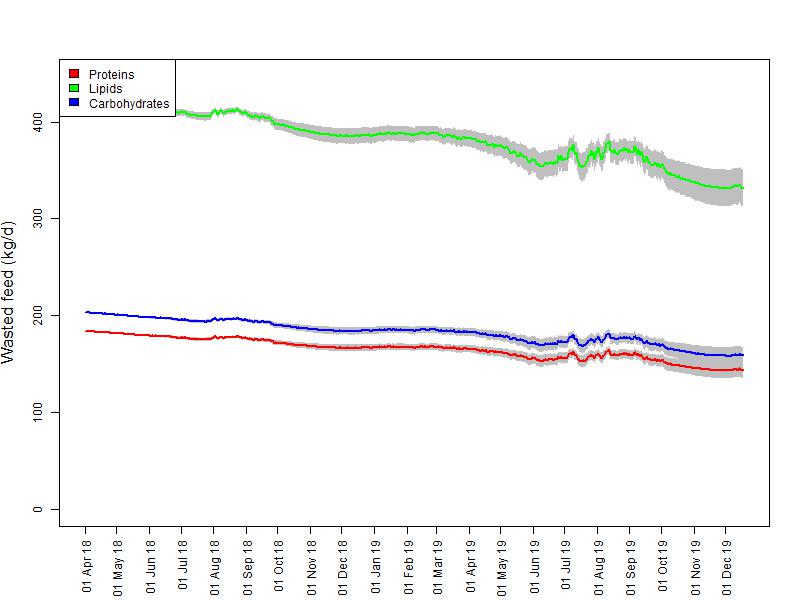 Proteins
Lipids
Carbohydrates
Wasted feed (kg/d)
400
300
200
100
0
01 Apr 18
01 May 18
01 Jun 18
01 Jul 18
01 Aug 18
01 Sep 18
01 Oct 18
01 Nov 18
01 Dec 18
01 Jan 19
01 Feb 19
01 Mar 19
01 Apr 19
01 May 19
01 Jun 19
01 Jul 19
01 Aug 19
01 Sep 19
01 Oct 19
01 Nov 19
01 Dec 19